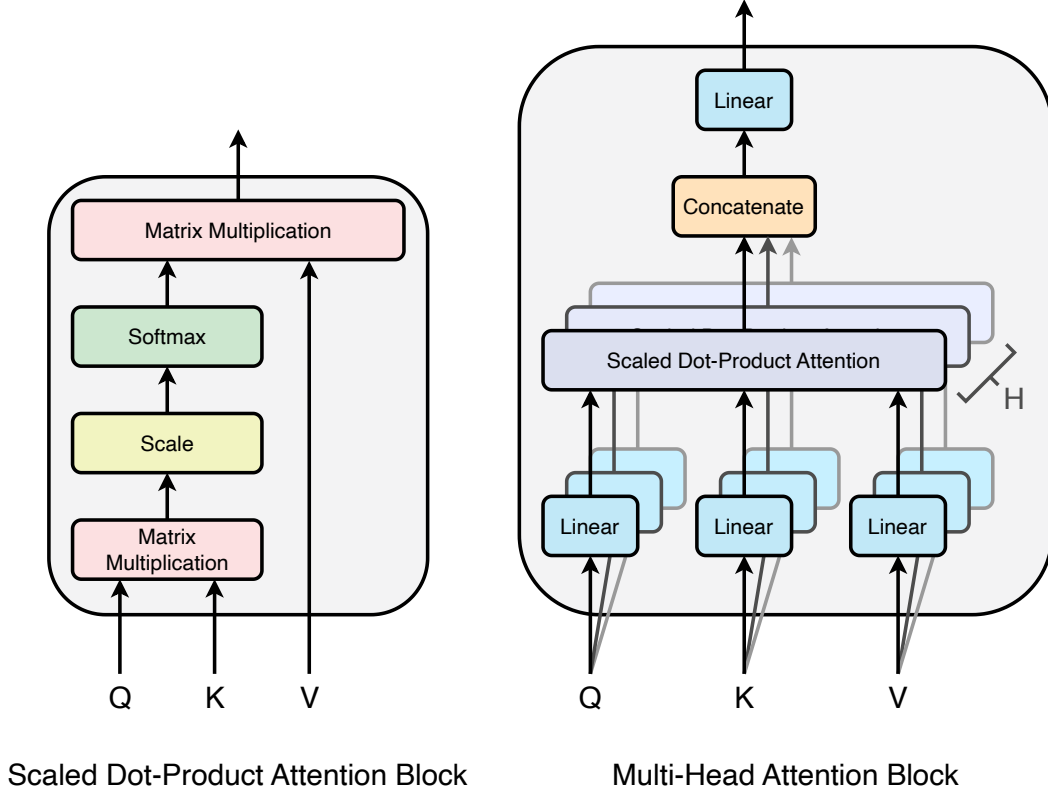 Matrix Multiplication
Softmax
Scale
Matrix
Multiplication
Q K V
Scaled Dot-Product Attention Block
Linear
Concatenate
Scaled Dot-Product Attention
H
Linear Linear Linear
Q K V
Multi-Head Attention Block